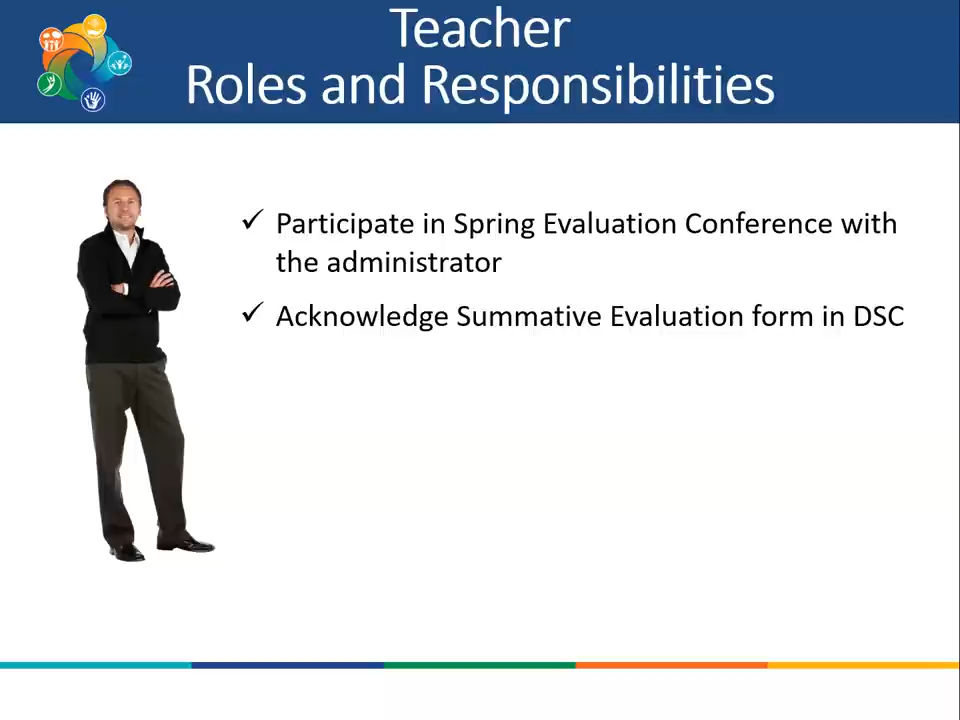 Teacher
Roles and Responsibilities
✓ Participate in Spring Evaluation Conference with
the administrator
✓ Acknowledge Summative Evaluation form in DSC